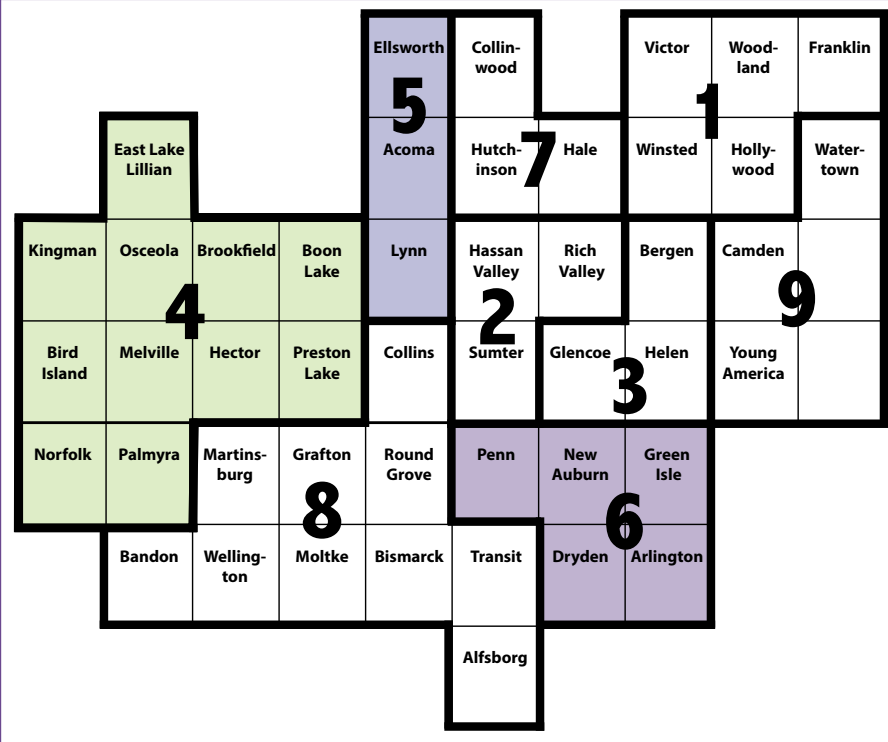 Ellsworth
Collin-
wood
Victor
Wood-
land
Franklin
5
1
East Lake
Lillian
Acoma
Hutch-
inson
7
Hale
Winsted
Holly-
wood
Water-
town
Kingman
Osceola
Brookfield
Boon
Lake
Lynn
Hassan
Valley
Rich
Valley
Bergen
Camden
4
2
9
Bird
Island
Melville
Hector
Preston
Lake
Collins
Sumter
Glencoe
Helen
Young
America
3
Norfolk
Palmyra
Martins-
burg
Grafton
Round
Grove
Penn
New
Auburn
Green
Isle
8
6
Bandon
Welling-
ton
Moltke
Bismarck
Transit
Dryden
Arlington
Alfsborg